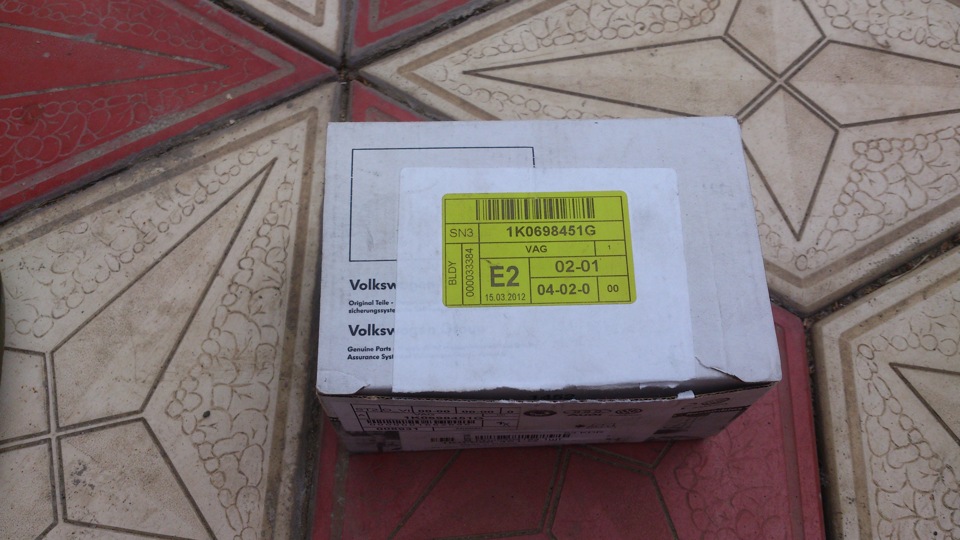 SN3
1K0698451G
VAG
1
BLDY
000033384
E2
15.03.2012
02-01
04-02-0
00
Volksw
Original Teile -
sicherungssyste
Volksw
Genuine Parts
Assurance Syst